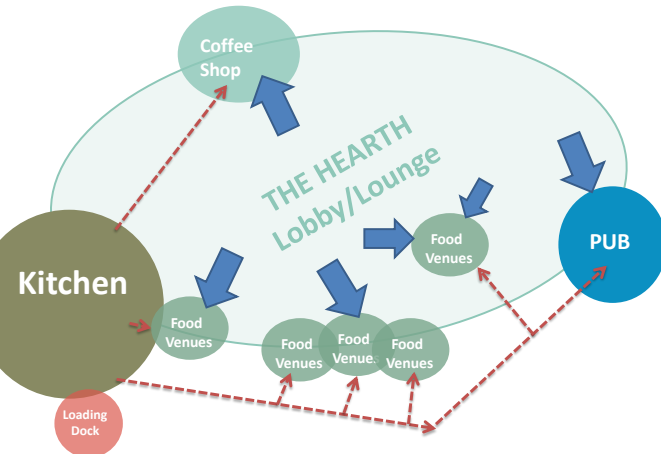 Coffee
Shop
THE HEARTH
Lobby/Lounge
Food
Venues
PUB
Kitchen
Food
Venues
Food
Venues
Food
Venues
Food
Venues
Loading
Dock